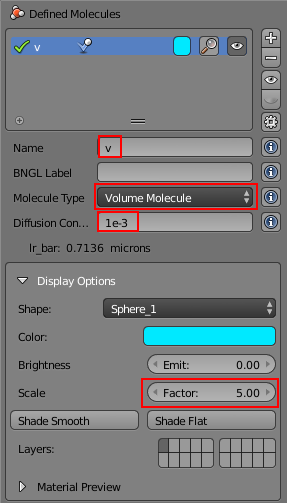 Defined Molecules
v
Name v
BNGL Label
Molecule Type Volume Molecule
Diffusion Con... 1e-3
lr_bar: 0.7136 microns
Display Options
Shape: Sphere_1
Color:
Brightness Emit: 0.00
Scale Factor: 5.00
Shade Smooth Shade Flat
Layers:
Material Preview